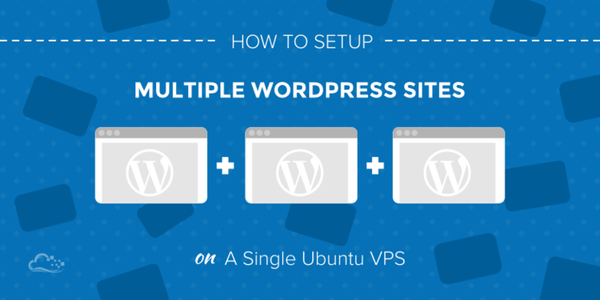 HOW TO SETUP
MULTIPLE WORDPRESS SITES
W + W + W
on A Single Ubuntu VPS